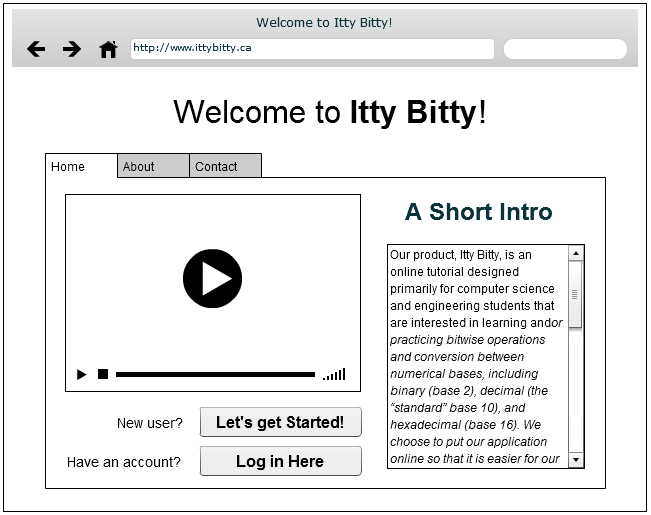 Welcome to Itty Bitty!
http://www.ittybitty.ca
Welcome to Itty Bitty!
Home
About
Contact
A Short Intro
Our product, Itty Bitty, is an
online tutorial designed
primarily for computer science
and engineering students that
are interested in learning andor
practicing bitwise operations
and conversion between
numerical bases, including
binary (base 2), decimal (the
“standard” base 10), and
hexadecimal (base 16). We
choose to put our application
online so that it is easier for our
New user?
Let's get Started!
Have an account?
Log in Here